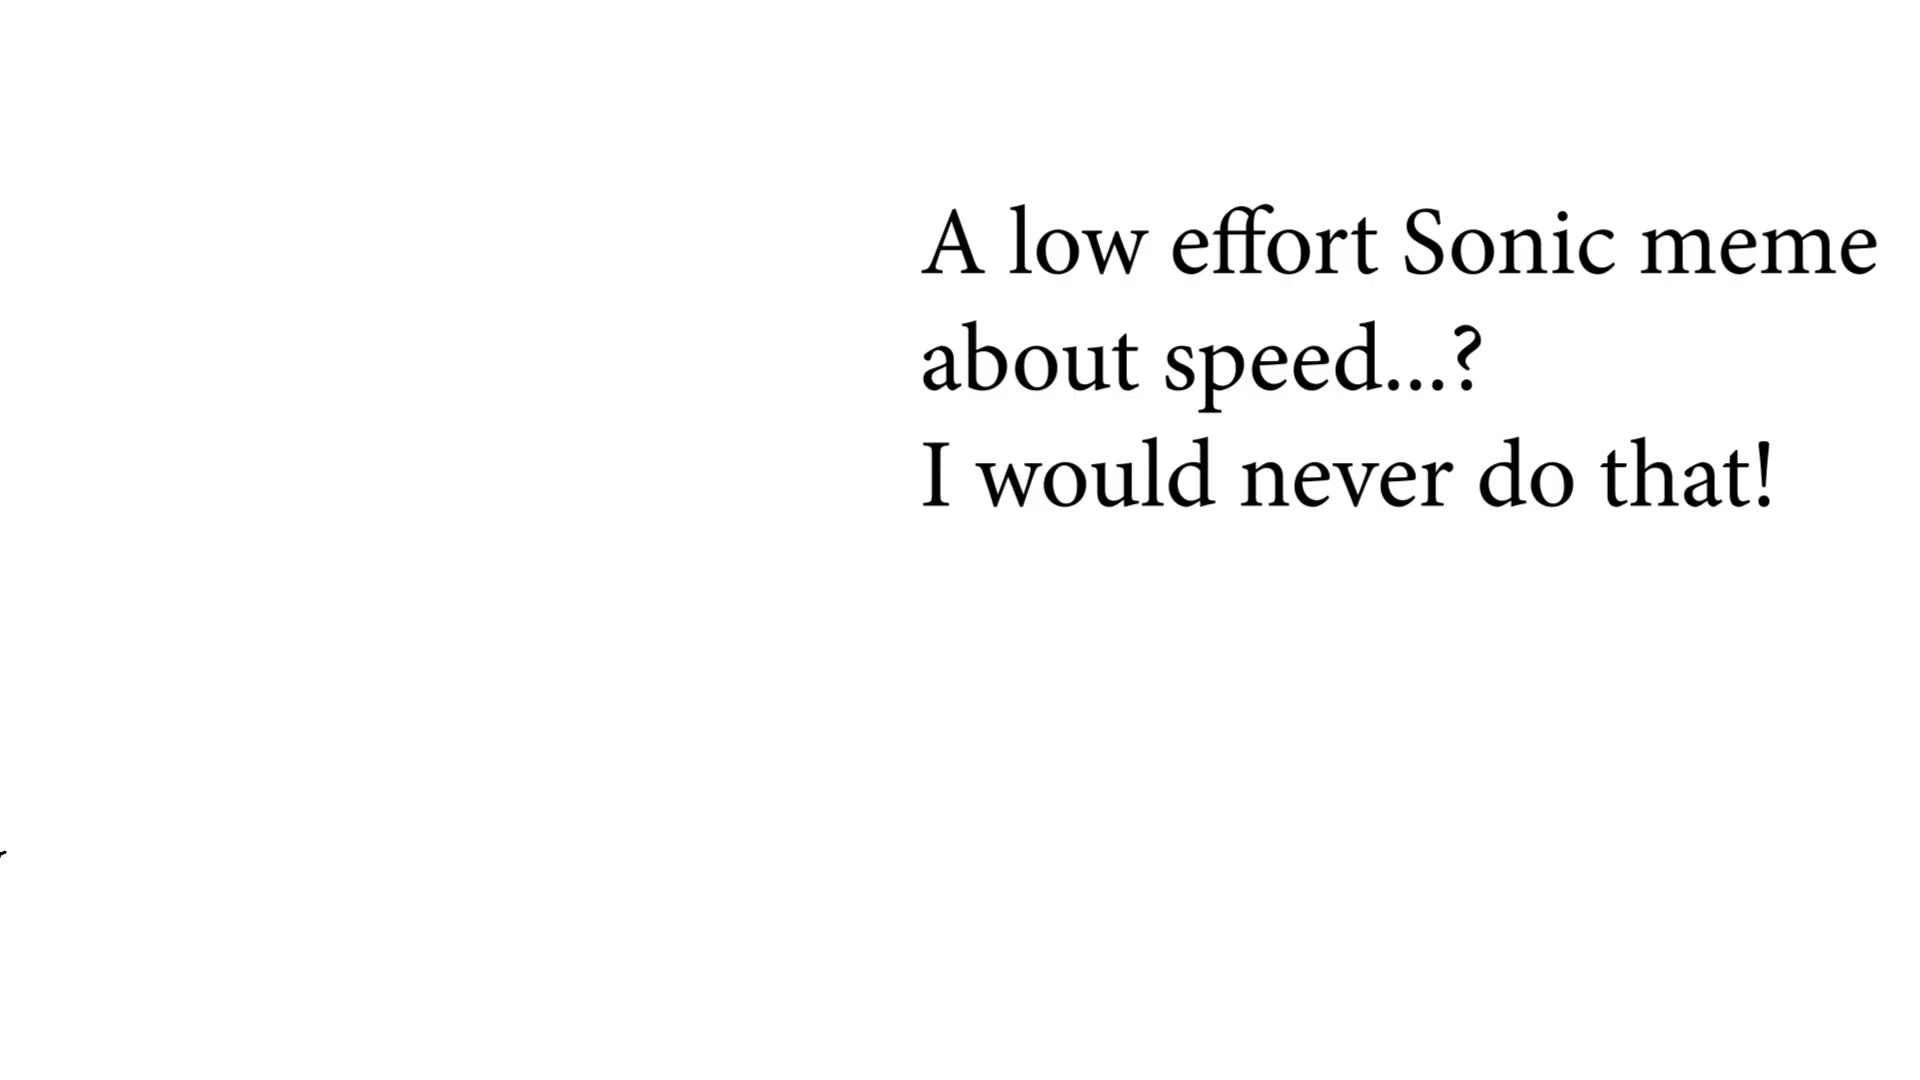 A low effort Sonic meme
about speed...?
I would never do that!